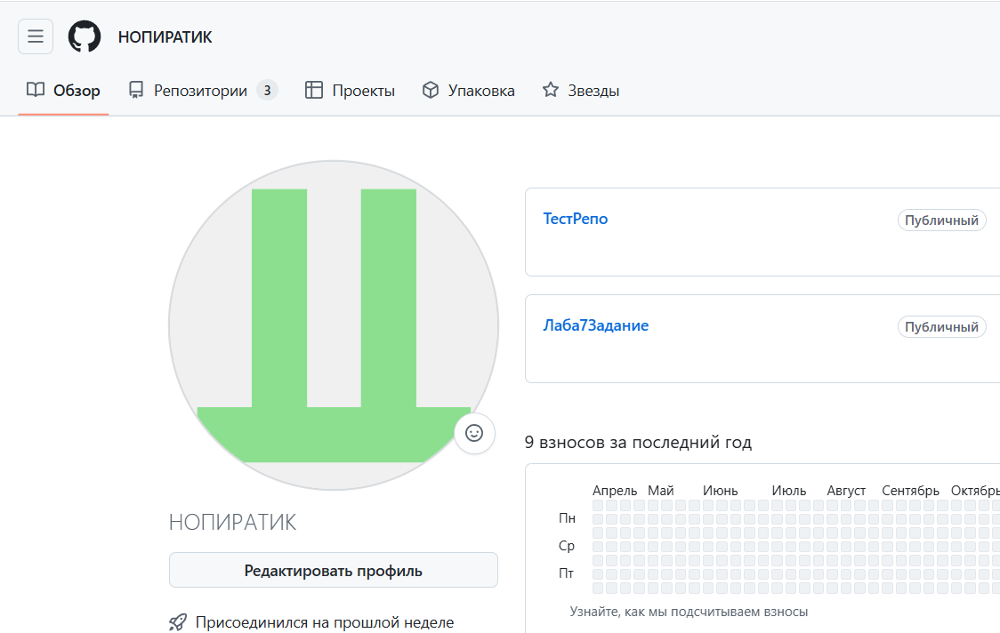 НОПИРАТИК
Обзор Репозитории 3 Проекты Упаковка Звезды
ТестРепо Публичный
Лаба7Задание Публичный
9 взносов за последний год
Апрель Май Июнь Июль Август Сентябрь Октябрь
Пн
Ср
Пт
Узнайте, как мы подсчитываем взносы
НОПИРАТИК
Редактировать профиль
Присоединился на прошлой неделе